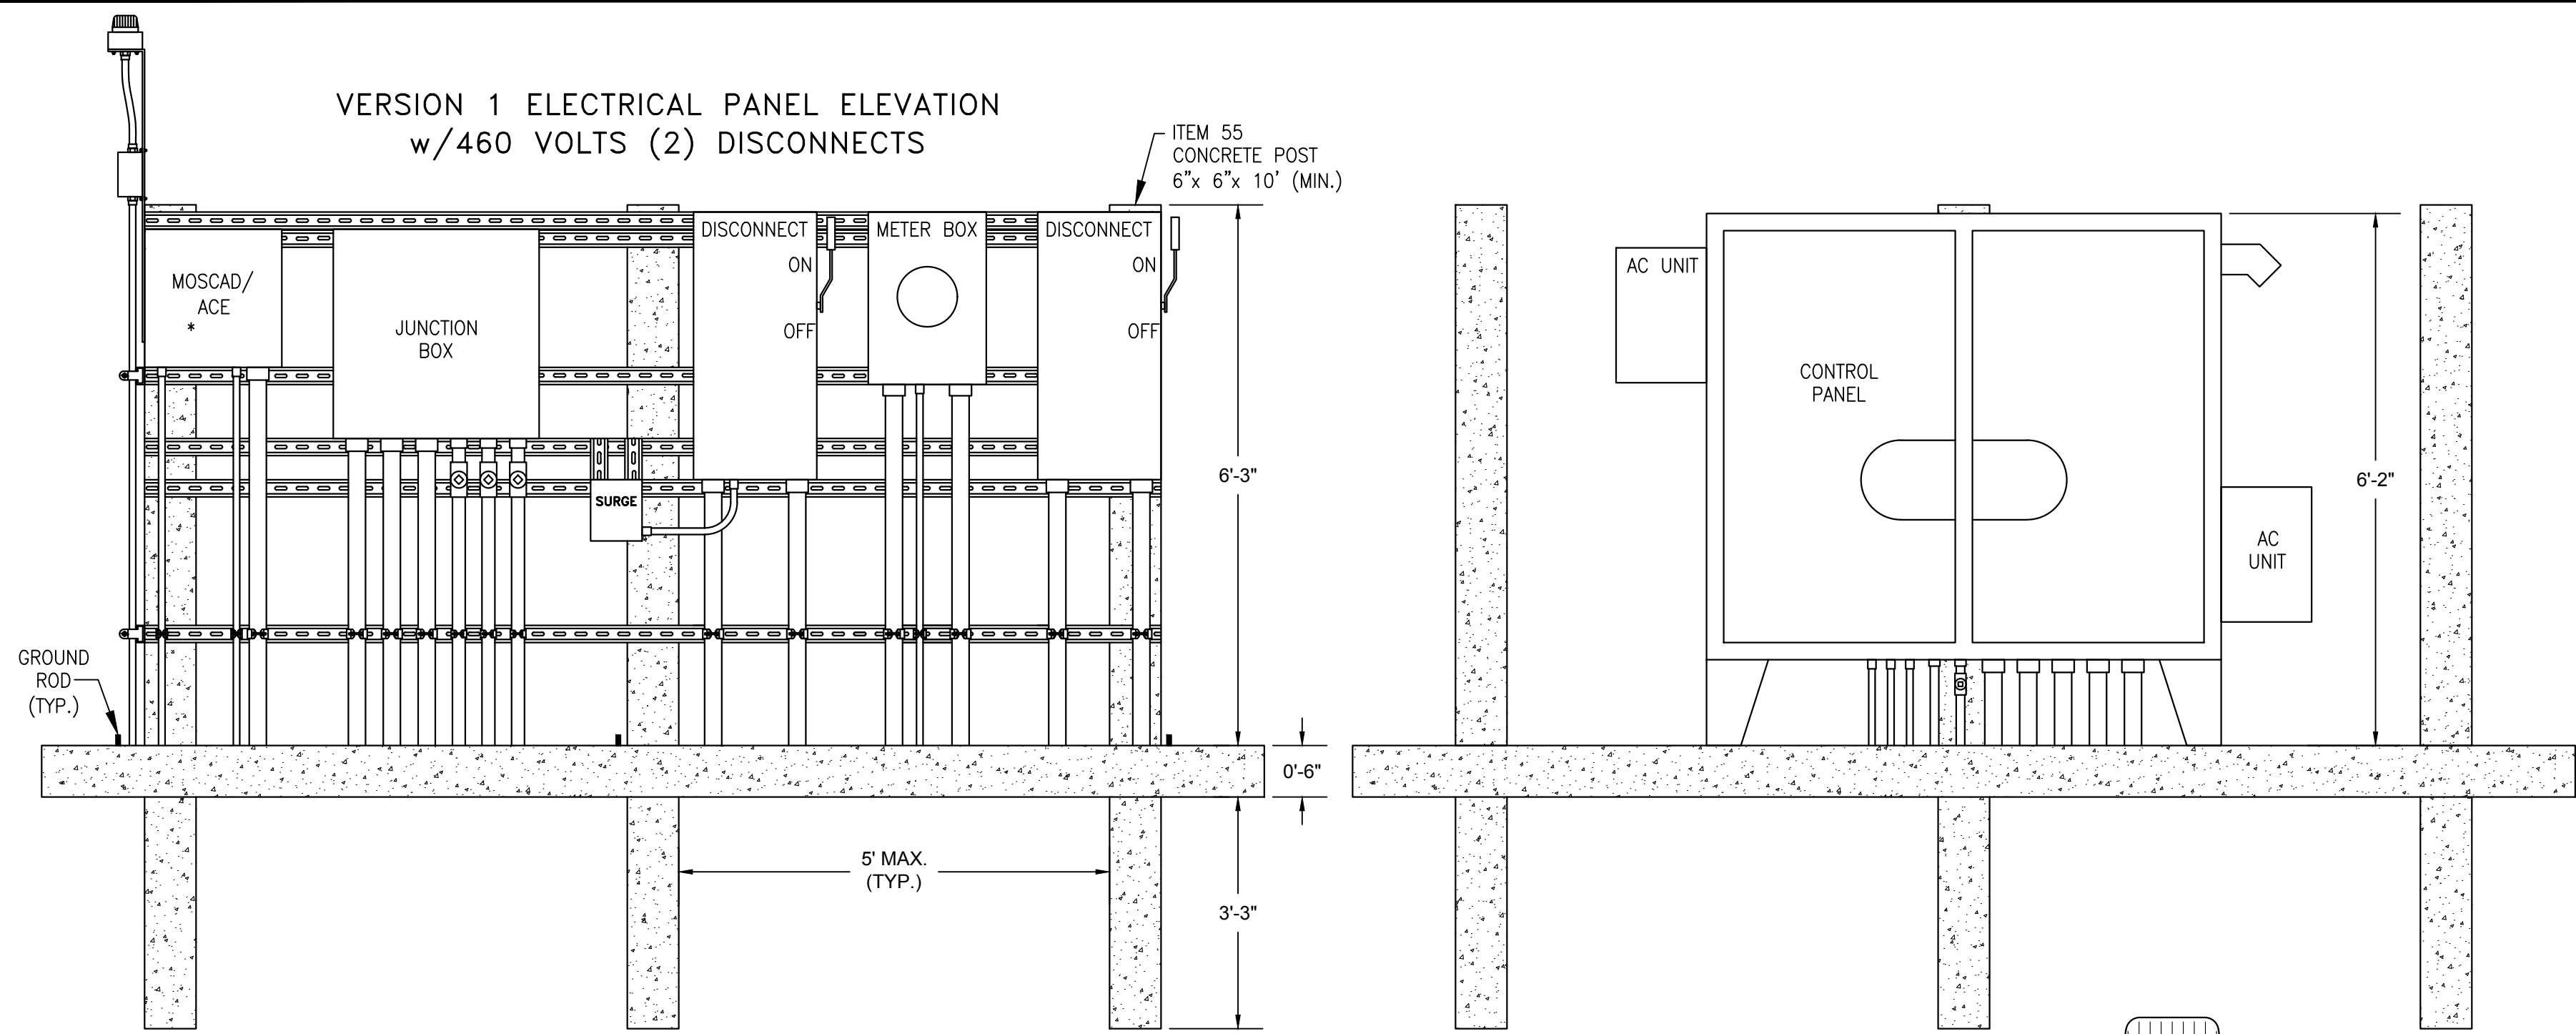 VERSION 1 ELECTRICAL PANEL ELEVATION
w/460 VOLTS (2) DISCONNECTS
ITEM 55
CONCRETE POST
6”x 6”x 10’ (MIN.)
MOSCAD/
ACE
*
JUNCTION
BOX
DISCONNECT
ON
OFF
METER BOX
DISCONNECT
ON
OFF
SURGE
GROUND
ROD
(TYP.)
6'-3"
0'-6"
5' MAX.
(TYP.)
3'-3"
AC UNIT
CONTROL
PANEL
AC
UNIT
6'-2"